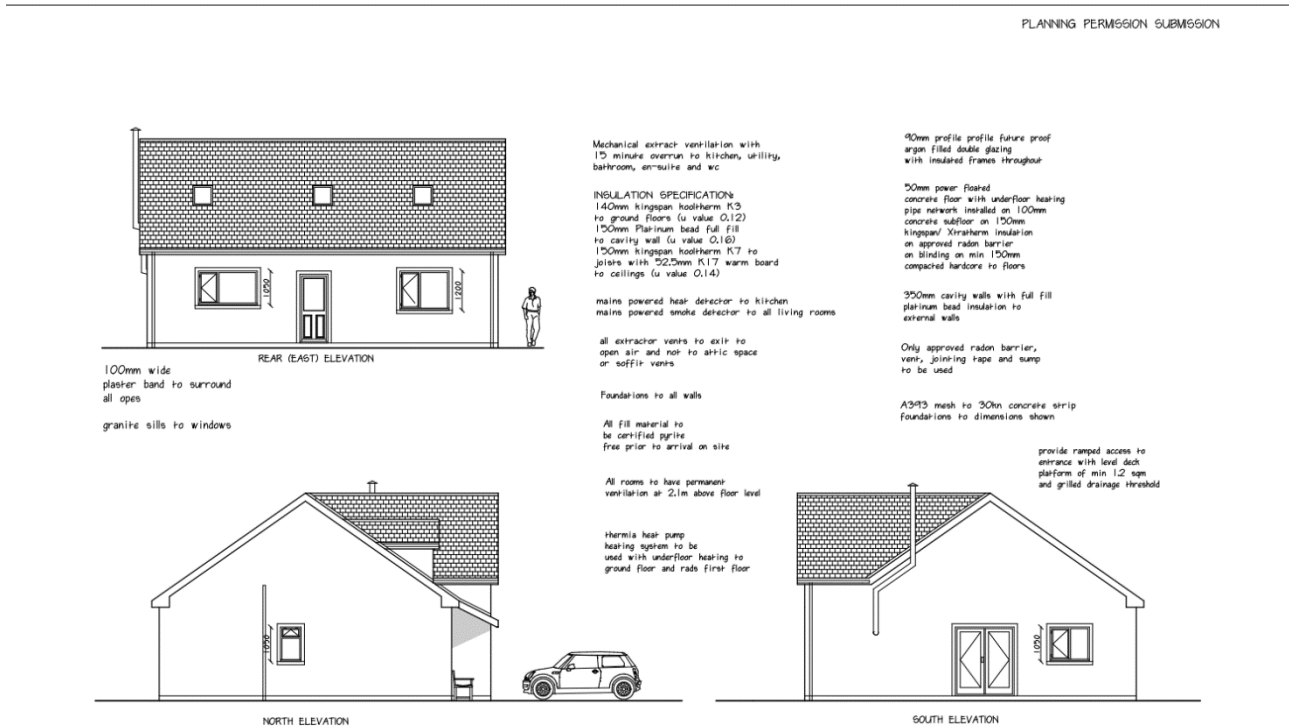 PLANNING PERMISSION SUBMISSION
1050
1200
REAR (EAST) ELEVATION
100mm wide
plaster band to surround
all opes
granite sills to windows
Mechanical extract ventilation with
15 minute overrun to kitchen, utility,
bathroom, en-suite and wc
INSULATION SPECIFICATION:
140mm kingspan kooltherm K3
to ground floors (u value 0.12)
150mm Platinum bead full fill
to cavity wall (u value 0.16)
150mm kingspan kooltherm K7 to
joists with 52.5mm K17 warm board
to ceilings (u value 0.14)
mains powered heat detector to kitchen
mains powered smoke detector to all living rooms
all extractor vents to exit to
open air and not to attic space
or soffit vents
Foundations to all walls
All fill material to
be certified pyrite
free prior to arrival on site
All rooms to have permanent
ventilation at 2.1m above floor level
thermia heat pump
heating system to be
used with underfloor heating to
ground floor and rads first floor
90mm profile profile future proof
argon filled double glazing
with insulated frames throughout
50mm power floated
concrete floor with underfloor heating
pipe network installed on 100mm
concrete subfloor on 150mm
kingspan/ Xtratherm insulation
on approved radon barrier
on blinding on min 150mm
compacted hardcore to floors
350mm cavity walls with full fill
platinum bead insulation to
external walls
Only approved radon barrier,
vent, jointing tape and sump
to be used
A393 mesh to 30kn concrete strip
foundations to dimensions shown
provide ramped access to
entrance with level deck
platform of min 1.2 sqm
and grilled drainage threshold
1050
NORTH ELEVATION
1050
SOUTH ELEVATION